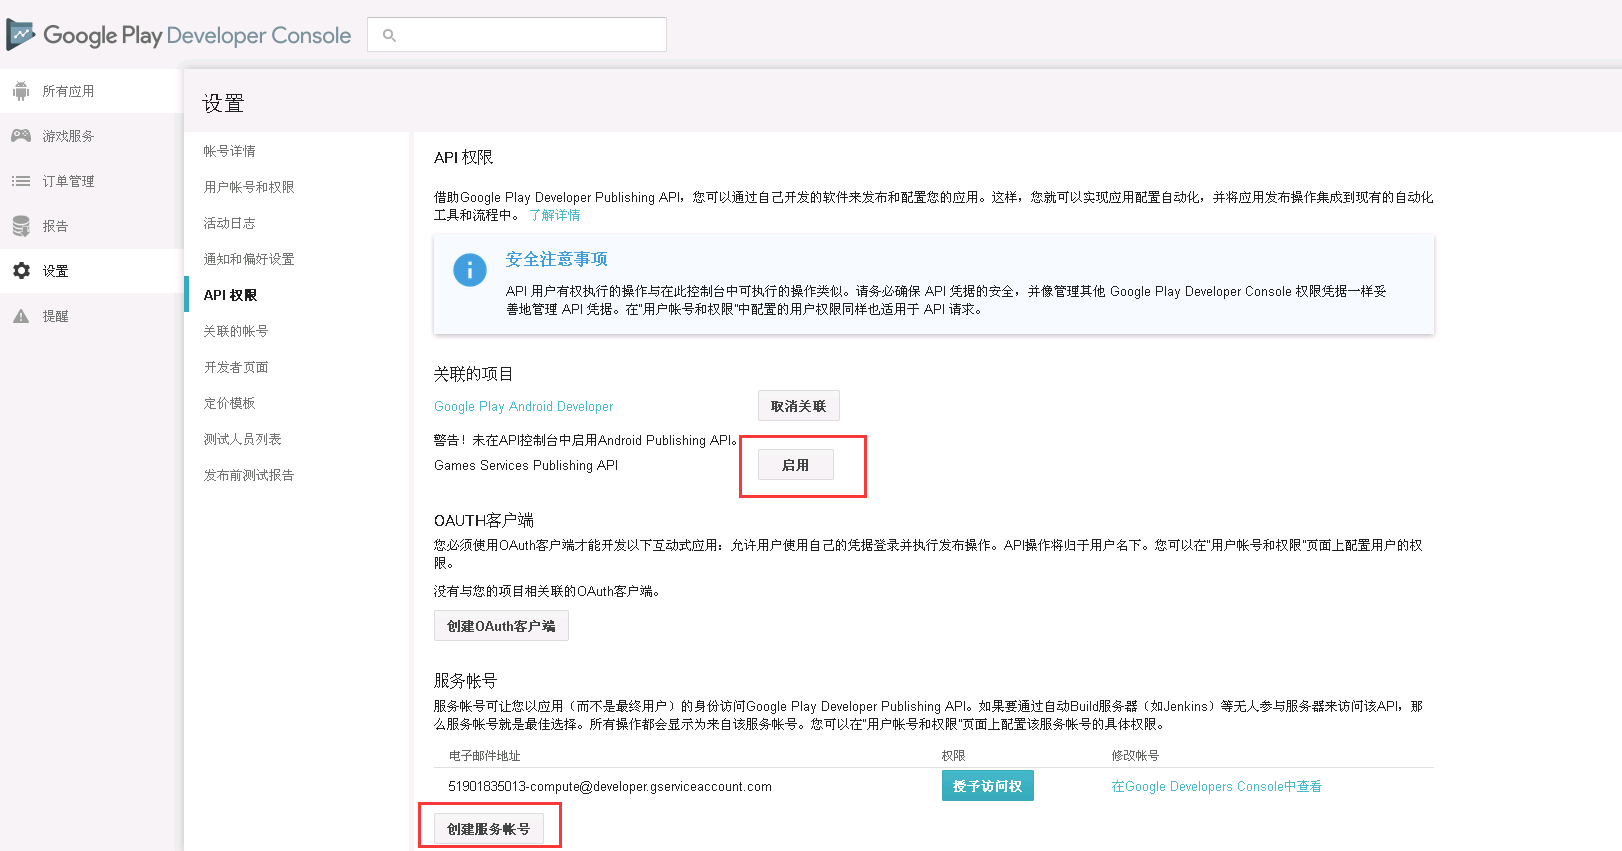 Google Play Developer Console
所有应用
游戏服务
订单管理
报告
设置
提醒
设置
帐号详情
用户帐号和权限
活动日志
通知和偏好设置
API 权限
关联的帐号
开发者页面
定价模板
测试人员列表
发布前测试报告
API 权限
借助Google Play Developer Publishing API，您可以通过自己开发的软件来发布和配置您的应用。这样，您就可以实现应用配置自动化，并将应用发布操作集成到现有的自动化
工具和流程中。 了解详情
安全注意事项
API 用户有权执行的操作与在此控制台中可执行的操作类似。请务必确保 API 凭据的安全，并像管理其他 Google Play Developer Console 权限凭据一样妥
善地管理 API 凭据。在"用户帐号和权限"中配置的用户权限同样也适用于 API 请求。
关联的项目
Google Play Android Developer 取消关联
警告！未在API控制台中启用Android Publishing API。
Games Services Publishing API 启用
OAUTH客户端
您必须使用OAuth客户端才能开发以下互动式应用：允许用户使用自己的凭据登录并执行发布操作。API操作将归于用户名下。您可以在"用户帐号和权限"页面上配置用户的权
限。
没有与您的项目相关联的OAuth客户端。
创建OAuth客户端
服务帐号
服务帐号可让您以应用（而不是最终用户）的身份访问Google Play Developer Publishing API。如果要通过自动Build服务器（如Jenkins）等无人参与服务器来访问该API，那
么服务帐号就是最佳选择。所有操作都会显示为来自该服务帐号。您可以在"用户帐号和权限"页面上配置该服务帐号的具体权限。
电子邮件地址 权限 修改帐号
51901835013-compute@developer.gserviceaccount.com 授予访问权 在Google Developers Console中查看
创建服务帐号